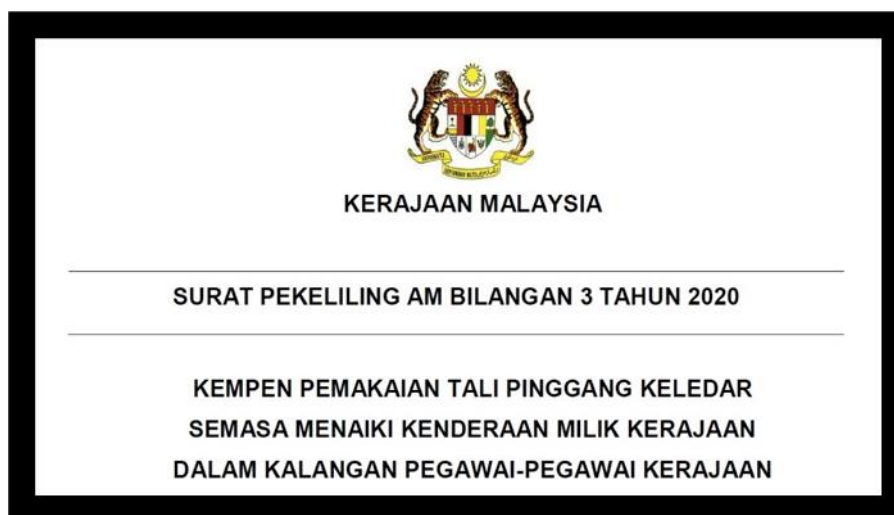 KERAJAAN MALAYSIA
SURAT PEKELILING AM BILANGAN 3 TAHUN 2020
KEMPEN PEMAKAIAN TALI PINGGANG KELEDAR
SEMASA MENAIKI KENDERAAN MILIK KERAJAAN
DALAM KALANGAN PEGAWAI-PEGAWAI KERAJAAN